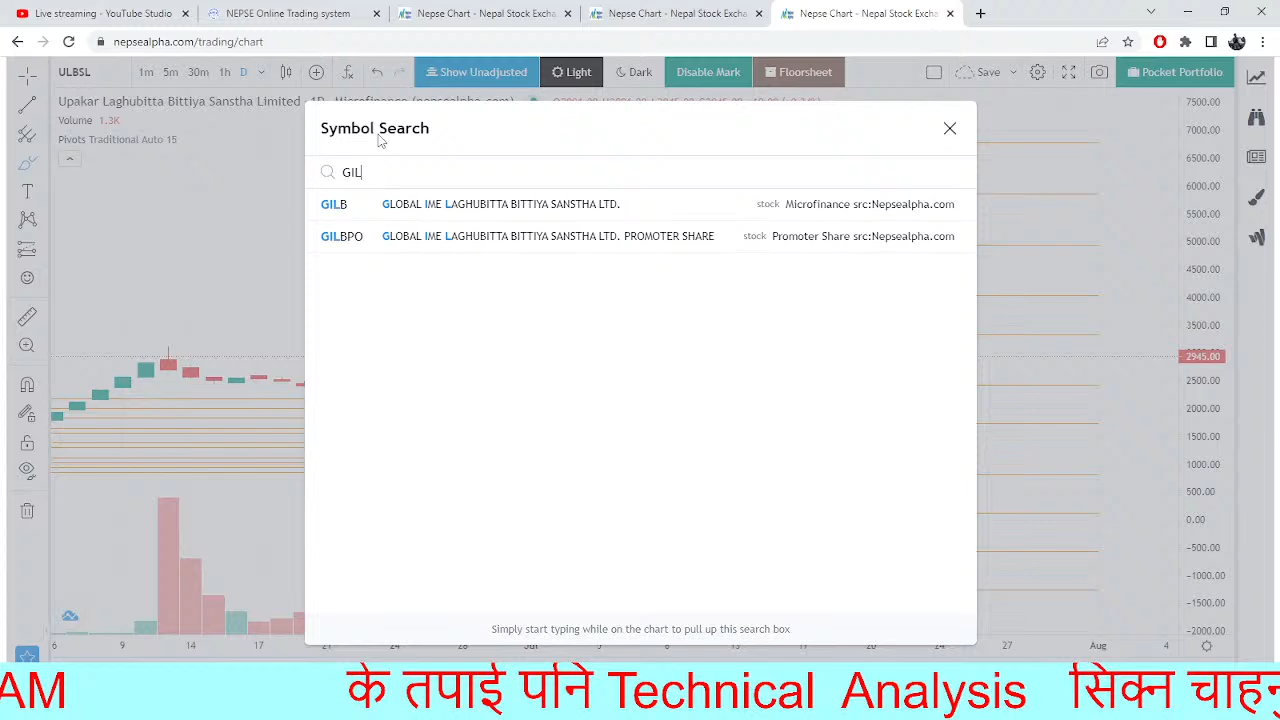 Live streaming - YouTube Studio
NEPSE Online Trading system
Nepse Chart - Nepal Stock Excha
Nepse Chart - Nepal Stock Excha
Nepse Chart - Nepal Stock Excha
nepsealpha.com/trading/chart
Save
ULBSL 1m 5m 30m 1h D Show Unadjusted Light Dark Disable Mark Floorsheet Pocket Portfolio
Volume 1.3K
Pivots Traditional Auto 15
Symbol Search
GIL
GILB GLOBAL IME LAGHUBITTA BITTIYA SANSTHA LTD. stock Microfinance src:Nepsealpha.com
GILBPO GLOBAL IME LAGHUBITTA BITTIYA SANSTHA LTD. PROMOTER SHARE stock Promoter Share src:Nepsealpha.com
Simply start typing while on the chart to pull up this search box
7500.00
7000.00
6500.00
6000.00
5500.00
5000.00
4500.00
4000.00
3500.00
2945.00
2500.00
2000.00
1500.00
1000.00
500.00
0.00
−500.00
−1000.00
−1500.00
−2000.00
6 9 13 17 21 24 28 Jul 20 24 27 Aug 4
AM के तपाई पनि Technical Analysis सिक्न